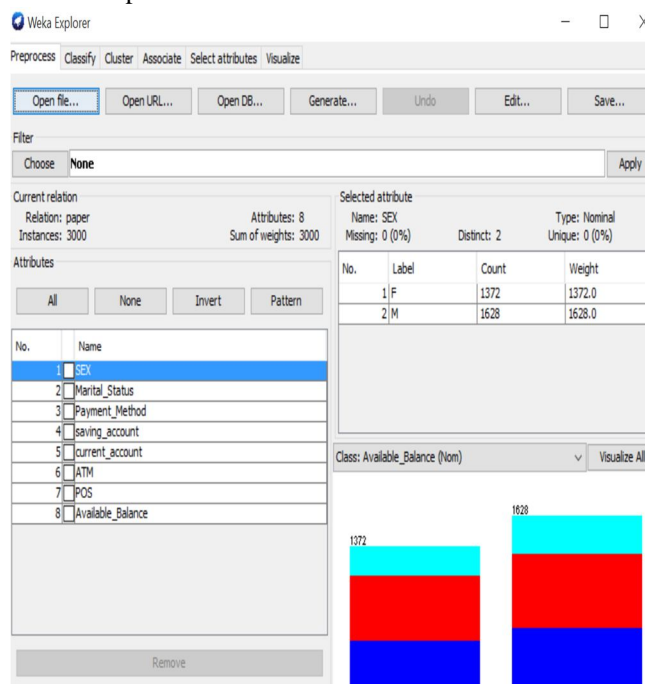 Weka Explorer
Preprocess Classify Cluster Associate Select attributes Visualize
Open file... Open URL... Open DB... Generate... Undo Edit... Save...
Filter
Choose None Apply
Current relation
Relation: paper Attributes: 8
Instances: 3000 Sum of weights: 3000
Selected attribute
Name: SEX Type: Nominal
Missing: 0 (0%) Distinct: 2 Unique: 0 (0%)
No. Label Count Weight
1 F 1372 1372.0
2 M 1628 1628.0
Attributes
All None Invert Pattern
No. Name
1 SEX
2 Marital_Status
3 Payment_Method
4 saving_account
5 current_account
6 ATM
7 POS
8 Available_Balance
Remove
Class: Available_Balance (Nom) Visualize All
1372
1628